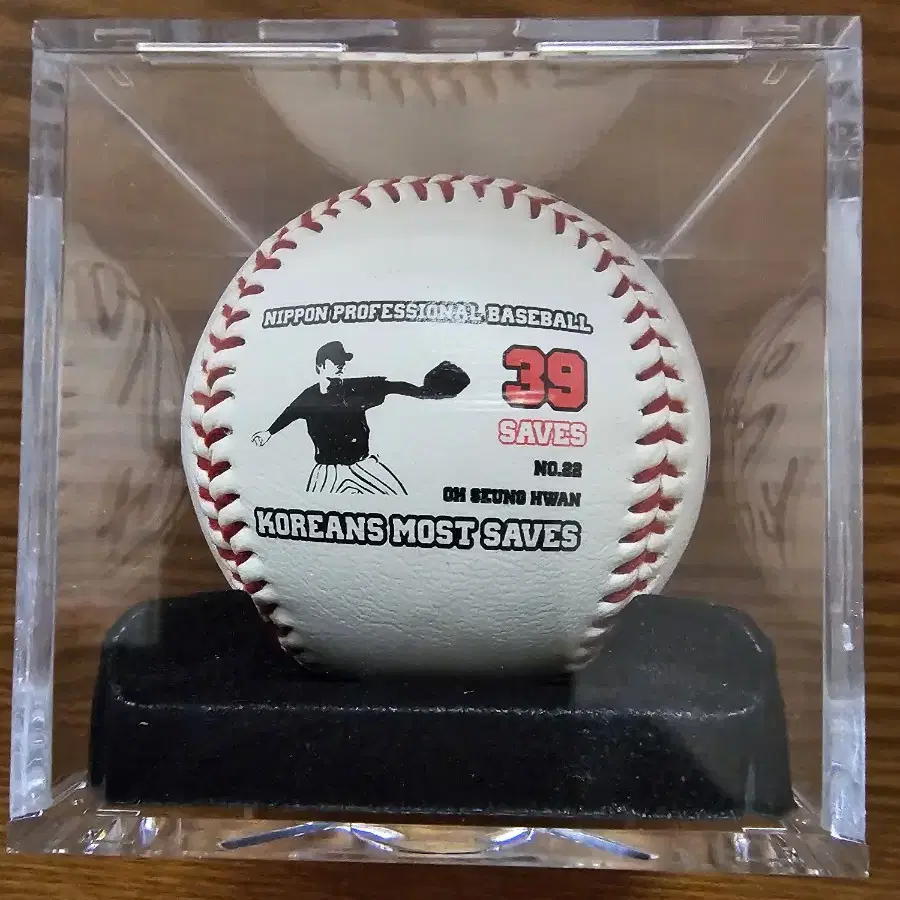 NIPPON PROFESSIONAL BASEBALL
39
SAVES
NO.22
OH SEUNG HWAN
KOREANS MOST SAVES